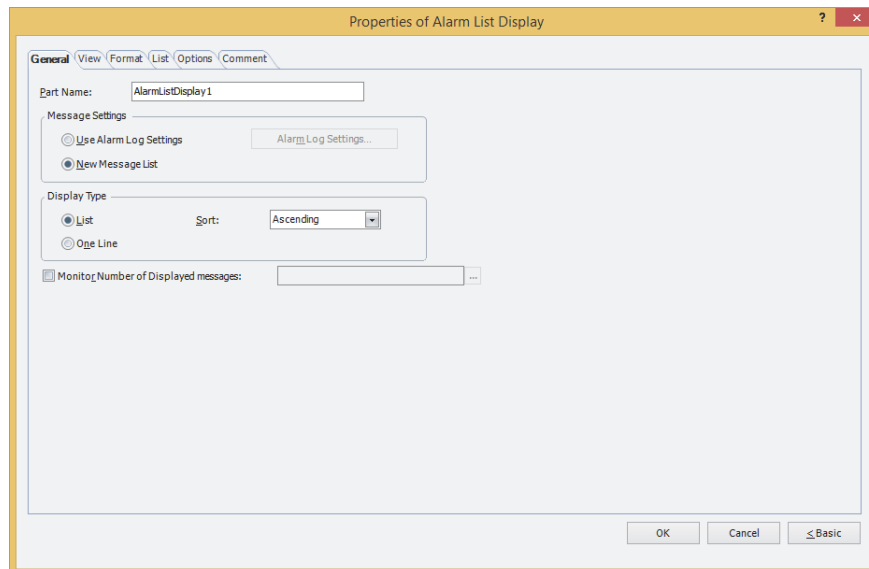 Properties of Alarm List Display
? ×
General View Format List Options Comment
Part Name: AlarmListDisplay1
Message Settings
Use Alarm Log Settings Alarm Log Settings...
New Message List
Display Type
List Sort: Ascending
One Line
Monitor Number of Displayed messages: ...
OK Cancel < Basic